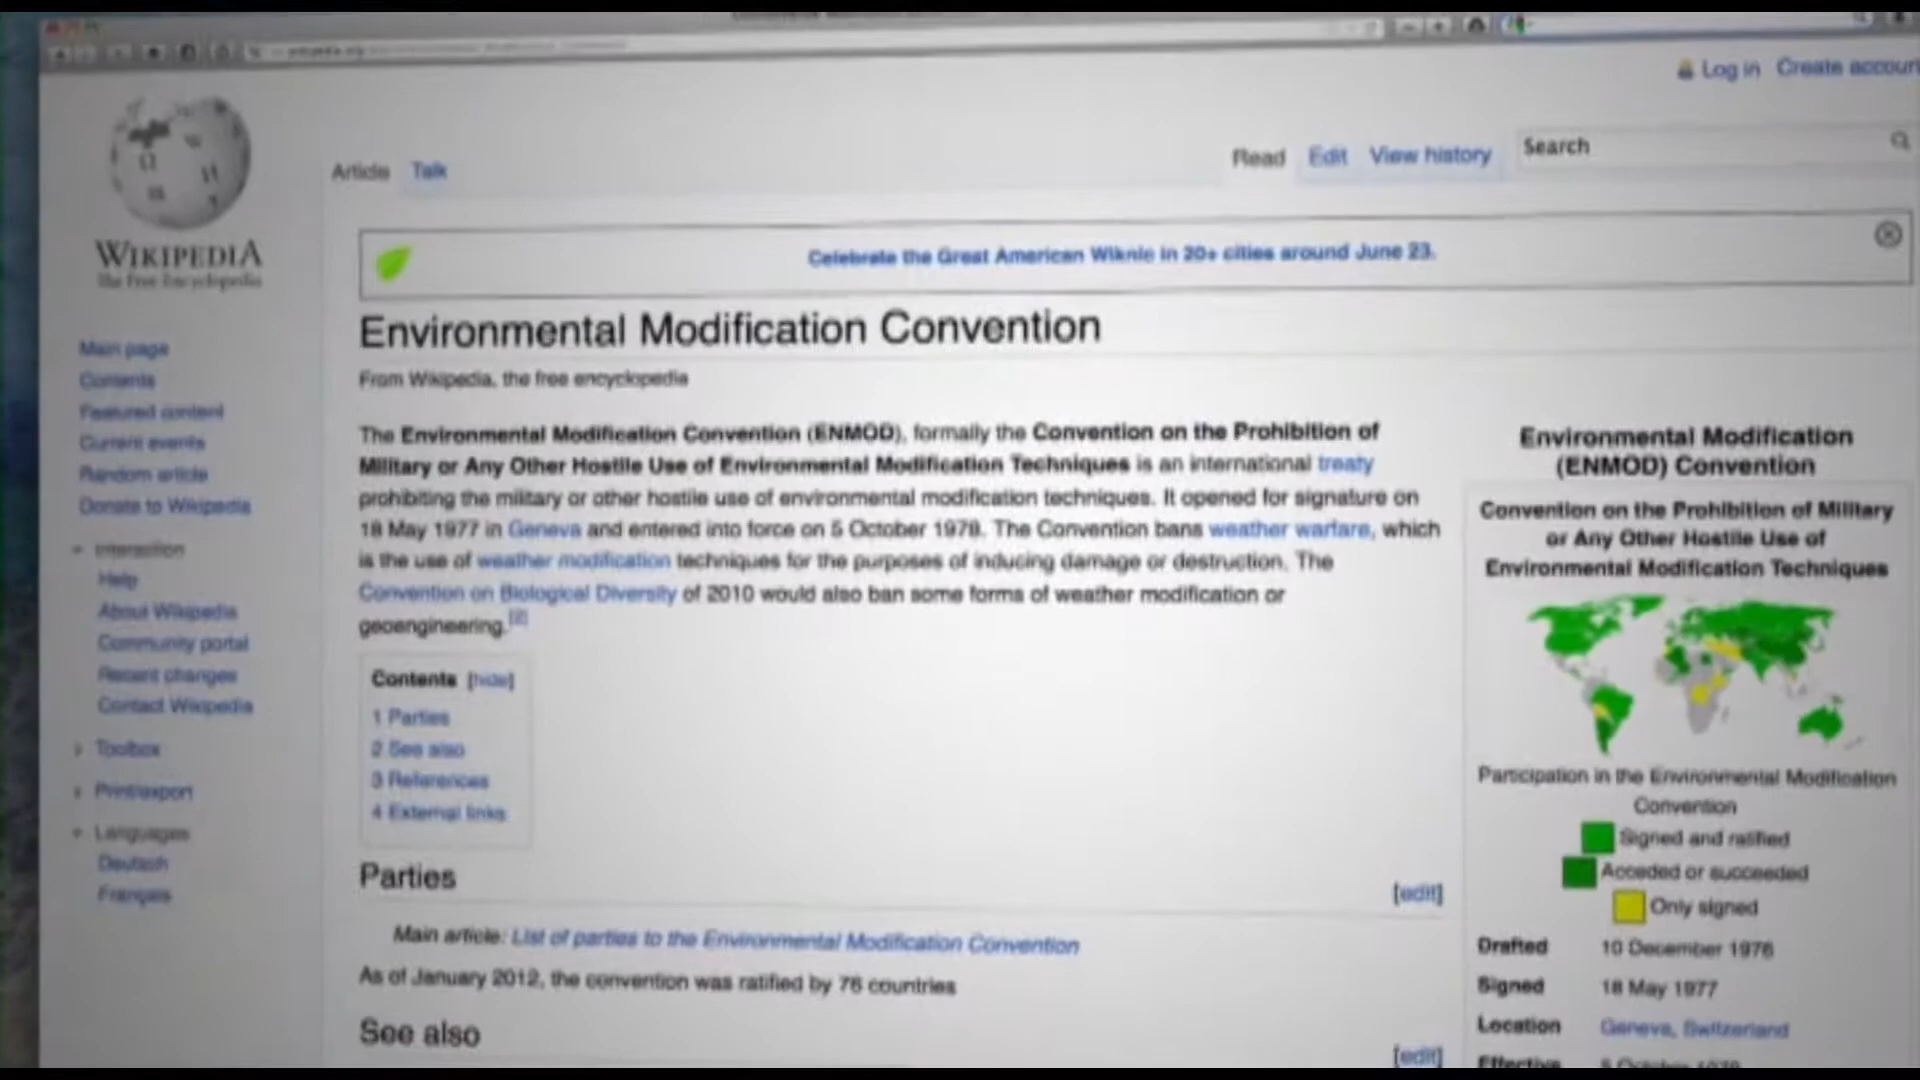 Log in Create accoun
Article Talk
Read Edit View history
Search
WIKIPEDIA
The Free Encyclopedia
Celebrate the Great American Wiknic in 20+ cities around June 23.
Environmental Modification Convention
From Wikipedia, the free encyclopedia
The Environmental Modification Convention (ENMOD), formally the Convention on the Prohibition of
Military or Any Other Hostile Use of Environmental Modification Techniques is an international treaty
prohibiting the military or other hostile use of environmental modification techniques. It opened for signature on
18 May 1977 in Geneva and entered into force on 5 October 1978. The Convention bans weather warfare, which
is the use of weather modification techniques for the purposes of inducing damage or destruction. The
Convention on Biological Diversity of 2010 would also ban some forms of weather modification or
geoengineering.
Contents [hide]
1 Parties
2 See also
3 References
4 External links
Parties
[edit]
Main article: List of parties to the Environmental Modification Convention
As of January 2012, the convention was ratified by 76 countries
See also
[edit]
Main page
Contents
Featured content
Current events
Random article
Donate to Wikipedia
Interaction
Help
About Wikipedia
Community portal
Recent changes
Contact Wikipedia
Toolbox
Print/export
Languages
Deutsch
Français
Environmental Modification
(ENMOD) Convention
Convention on the Prohibition of Military
or Any Other Hostile Use of
Environmental Modification Techniques
Participation in the Environmental Modification
Convention
Signed and ratified
Acceded or succeeded
Only signed
Drafted 10 December 1976
Signed 18 May 1977
Location Geneva, Switzerland
Effective 5 October 1978